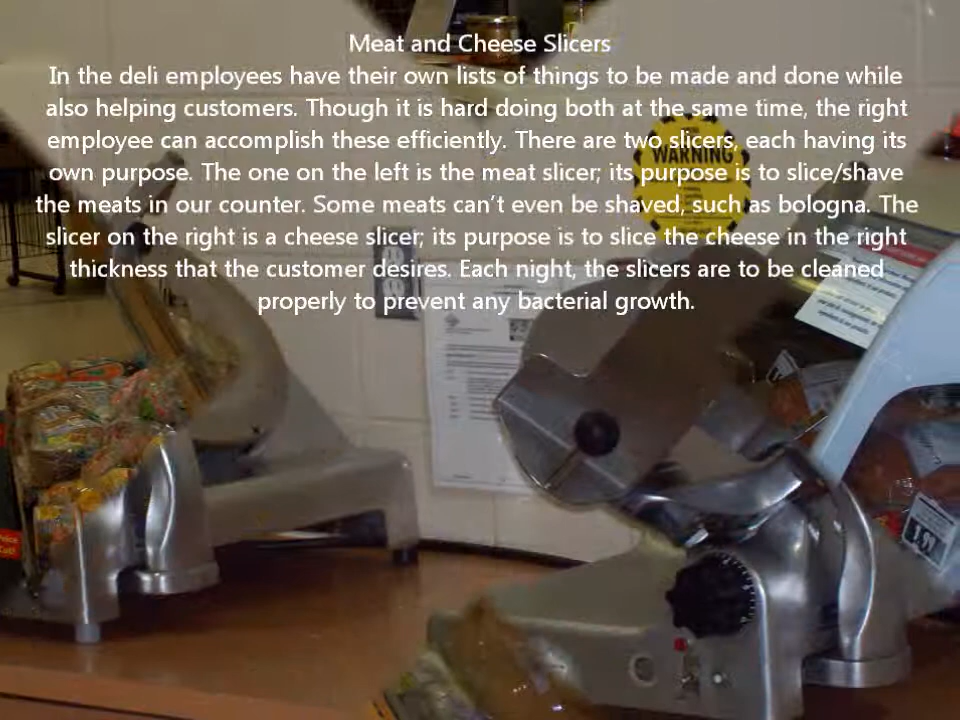 Meat and Cheese Slicers
In the deli employees have their own lists of things to be made and done while
also helping customers. Though it is hard doing both at the same time, the right
employee can accomplish these efficiently. There are two slicers, each having its
own purpose. The one on the left is the meat slicer; its purpose is to slice/shave
the meats in our counter. Some meats can't even be shaved, such as bologna. The
slicer on the right is a cheese slicer; its purpose is to slice the cheese in the right
thickness that the customer desires. Each night, the slicers are to be cleaned
properly to prevent any bacterial growth.
WARNING
Price
Cut!